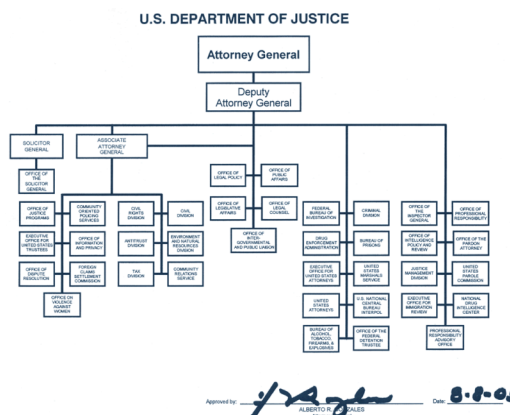 U.S. DEPARTMENT OF JUSTICE
Attorney General
Deputy
Attorney General
SOLICITOR
GENERAL
ASSOCIATE
ATTORNEY
GENERAL
OFFICE OF
THE
SOLICITOR
GENERAL
OFFICE OF
LEGAL POLICY
OFFICE OF
PUBLIC
AFFAIRS
OFFICE OF
LEGISLATIVE
AFFAIRS
OFFICE OF
LEGAL
COUNSEL
OFFICE OF
INTER-
GOVERNMENTAL
AND PUBLIC LIAISON
OFFICE OF
JUSTICE
PROGRAMS
COMMUNITY
ORIENTED
POLICING
SERVICES
CIVIL
RIGHTS
DIVISION
CIVIL
DIVISION
EXECUTIVE
OFFICE FOR
UNITED STATES
TRUSTEES
OFFICE OF
INFORMATION
AND PRIVACY
ANTITRUST
DIVISION
ENVIRONMENT
AND NATURAL
RESOURCES
DIVISION
OFFICE OF
DISPUTE
RESOLUTION
FOREIGN
CLAIMS
SETTLEMENT
COMMISSION
TAX
DIVISION
COMMUNITY
RELATIONS
SERVICE
OFFICE ON
VIOLENCE
AGAINST
WOMEN
FEDERAL
BUREAU OF
INVESTIGATION
CRIMINAL
DIVISION
DRUG
ENFORCEMENT
ADMINISTRATION
BUREAU OF
PRISONS
EXECUTIVE
OFFICE FOR
UNITED STATES
ATTORNEYS
UNITED
STATES
MARSHALS
SERVICE
UNITED
STATES
ATTORNEYS
U.S. NATIONAL
CENTRAL
BUREAU
INTERPOL
BUREAU OF
ALCOHOL,
TOBACCO,
FIREARMS, &
EXPLOSIVES
OFFICE OF THE
FEDERAL
DETENTION
TRUSTEE
OFFICE OF
THE
INSPECTOR
GENERAL
OFFICE OF
PROFESSIONAL
RESPONSIBILITY
OFFICE OF
INTELLIGENCE
POLICY AND
REVIEW
OFFICE OF THE
PARDON
ATTORNEY
JUSTICE
MANAGEMENT
DIVISION
UNITED
STATES
PAROLE
COMMISSION
EXECUTIVE
OFFICE FOR
IMMIGRATION
REVIEW
NATIONAL
DRUG
INTELLIGENCE
CENTER
PROFESSIONAL
RESPONSIBILITY
ADVISORY
OFFICE
Approved by:
Date:
ALBERTO R. GONZALES